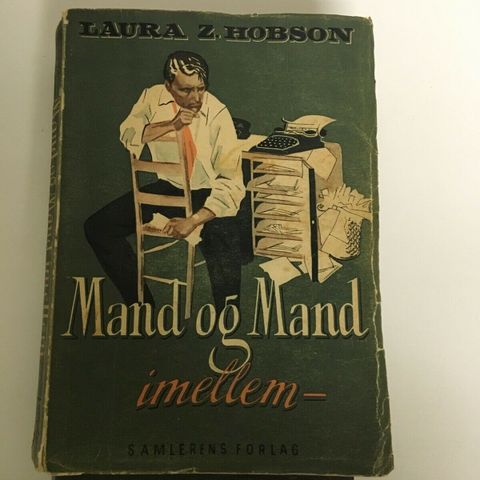 LAURA Z. HOBSON
Mand og Mand
imellem –
SAMLERENS FORLAG